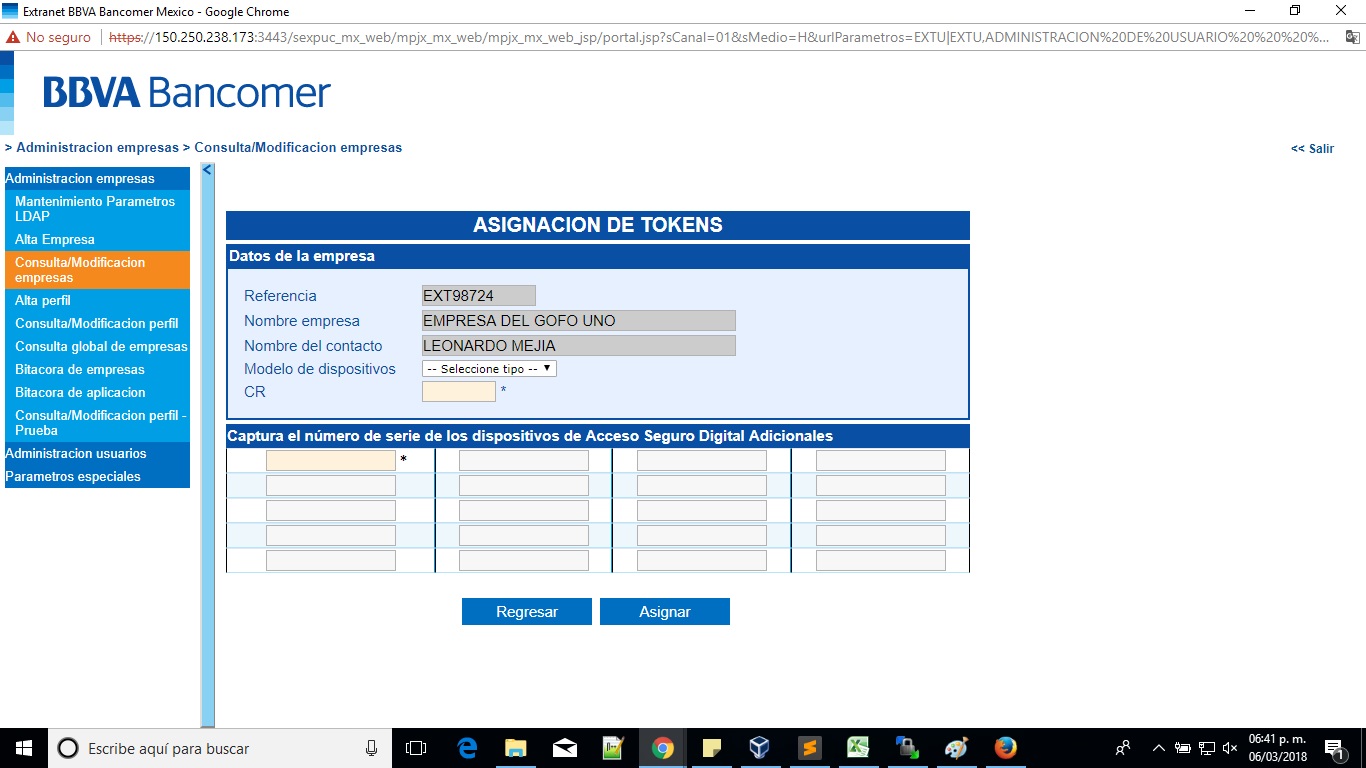 Extranet BBVA Bancomer Mexico - Google Chrome
No seguro | https://150.250.238.173:3443/sexpuc_mx_web/mpjx_mx_web/mpjx_mx_web_jsp/portal.jsp?sCanal=01&sMedio=H&urlParametros=EXTU|EXTU,ADMINISTRACION%20DE%20USUARIO%20%20%20%...
BBVA Bancomer
> Administracion empresas > Consulta/Modificacion empresas
<< Salir
Administracion empresas
Mantenimiento Parametros
LDAP
Alta Empresa
Consulta/Modificacion
empresas
Alta perfil
Consulta/Modificacion perfil
Consulta global de empresas
Bitacora de empresas
Bitacora de aplicacion
Consulta/Modificacion perfil -
Prueba
Administracion usuarios
Parametros especiales
<
ASIGNACION DE TOKENS
Datos de la empresa
Referencia EXT98724
Nombre empresa EMPRESA DEL GOFO UNO
Nombre del contacto LEONARDO MEJIA
Modelo de dispositivos -- Seleccione tipo --
CR *
Captura el número de serie de los dispositivos de Acceso Seguro Digital Adicionales
*
Regresar Asignar
Escribe aquí para buscar
06:41 p. m.
06/03/2018
1